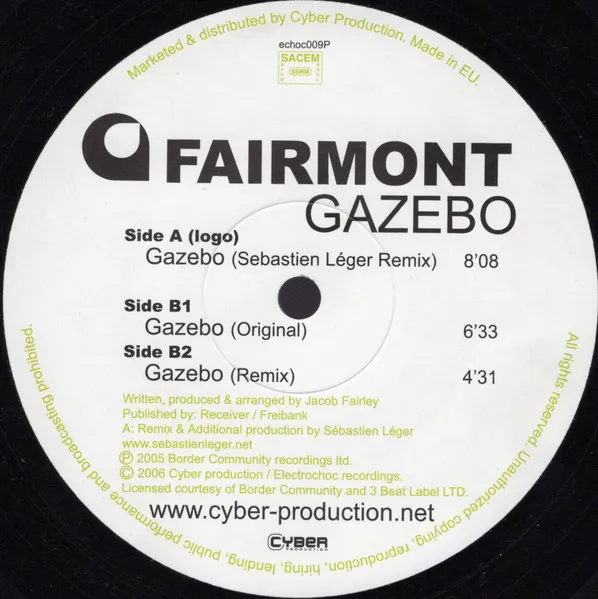 Marketed & distributed by Cyber Production. Made in EU.
echoc009P
SACEM
SDRM
FAIRMONT
GAZEBO
Side A (logo)
Gazebo (Sebastien Léger Remix) 8'08
Side B1
Gazebo (Original) 6'33
Side B2
Gazebo (Remix) 4'31
Written, produced & arranged by Jacob Fairley
Published by: Receiver / Freibank
A: Remix & Additional production by Sébastien Léger
www.sebastienleger.net
Ⓟ 2005 Border Community recordings ltd.
© 2006 Cyber production / Electrochoc recordings.
Licensed courtesy of Border Community and 3 Beat Label LTD.
www.cyber-production.net
CYBER
PRODUCTION
All rights reserved. Unauthorized copying, reproduction, hiring, lending, public performance and broadcasting prohibited.